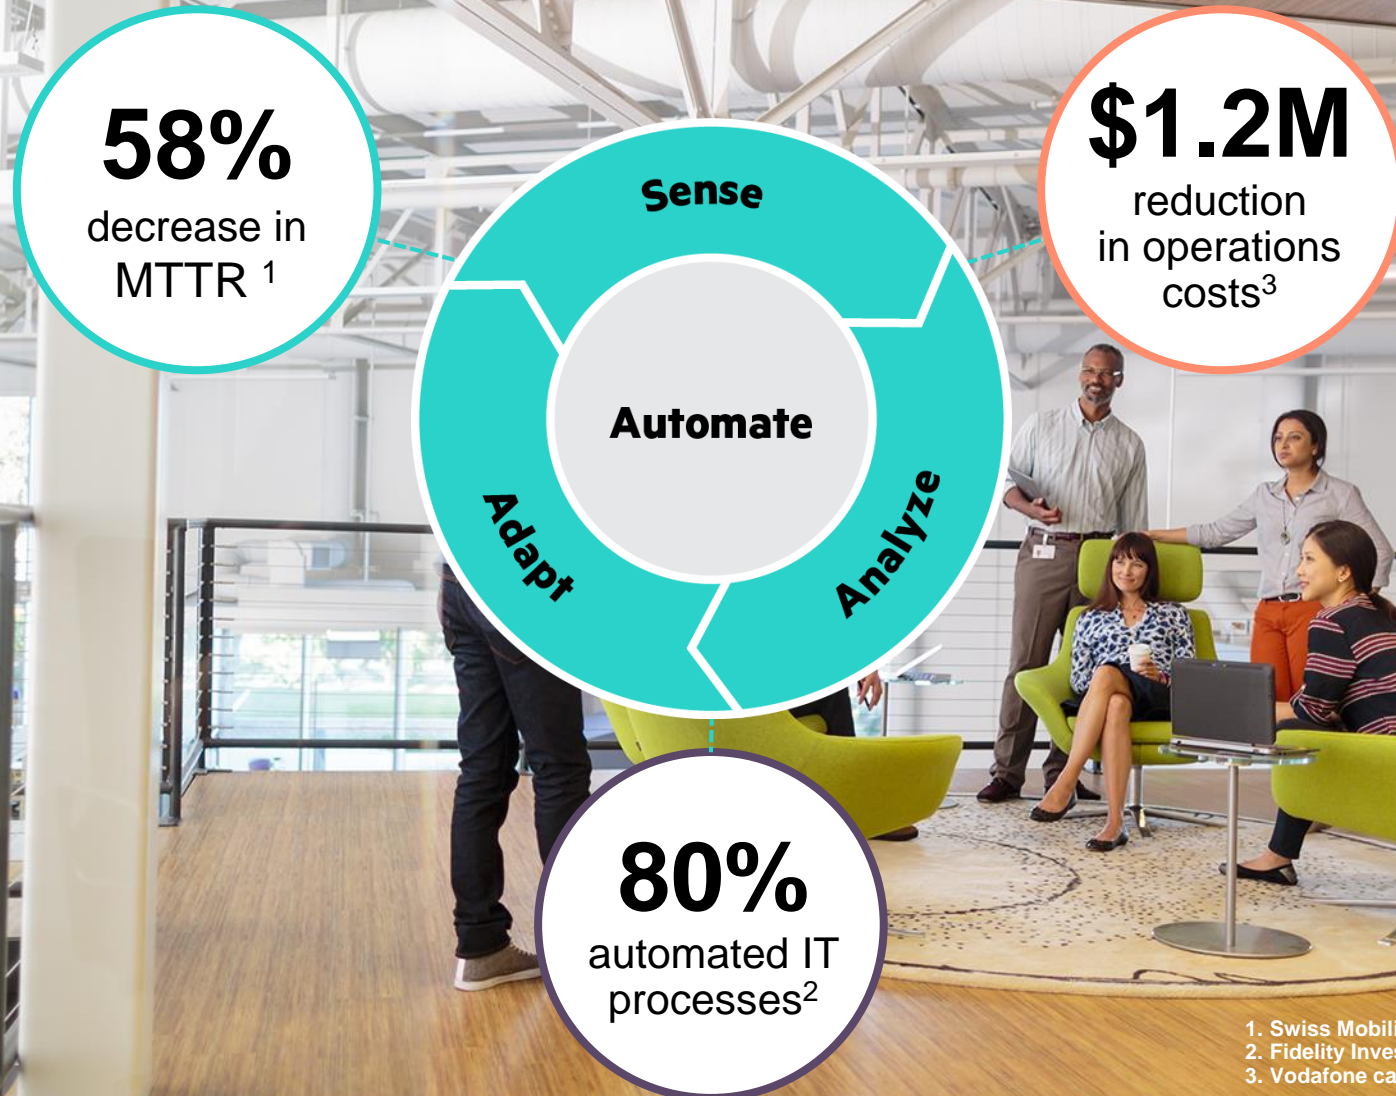 58%
decrease in
MTTR ¹
$1.2M
reduction
in operations
costs³
Sense
Automate
Adapt
Analyze
80%
automated IT
processes²
1. Swiss
2. Fidelity
3. Vodafone